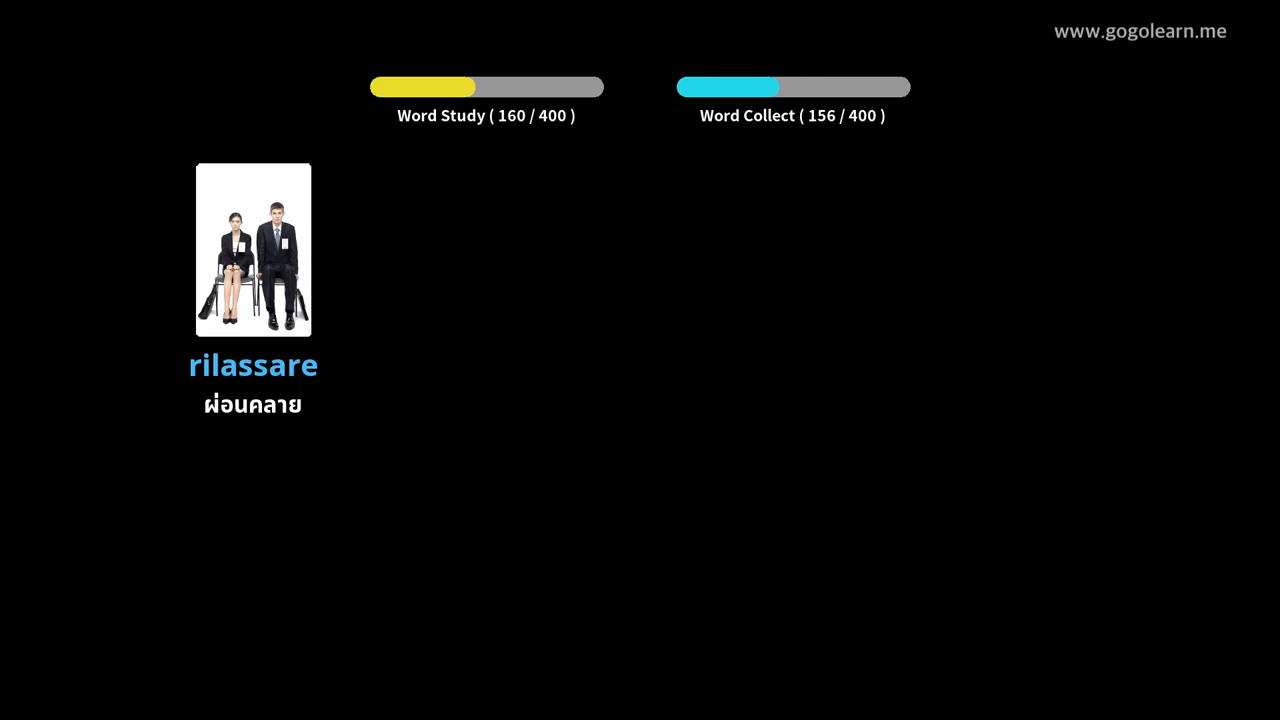 www.gogolearn.me
Word Study ( 160 / 400 )
Word Collect ( 156 / 400 )
rilassare
ผ่อนคลาย